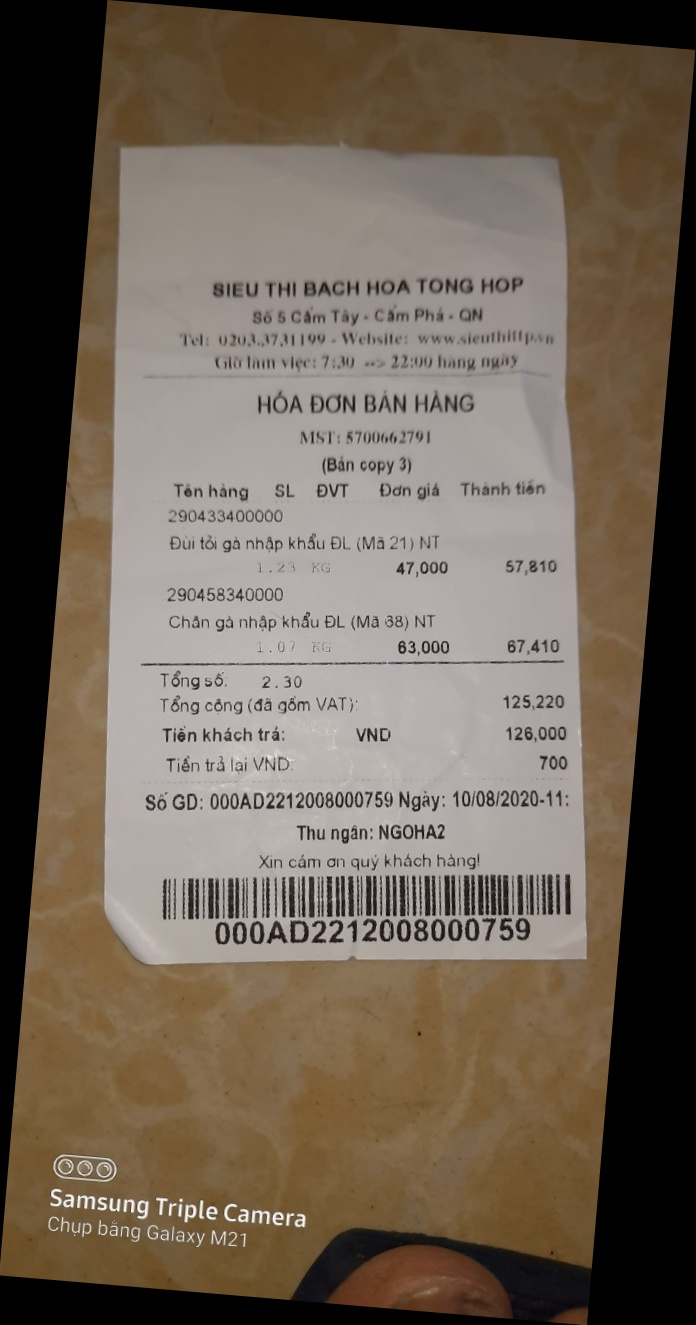 SIEU THI BACH HOA TONG HOP
Số 5 Cẩm Tây - Cẩm Phả - QN
Tel: 0203.3731199 - Website: www.sieuthittp.vn
Giờ làm việc: 7:30 --> 22:00 hàng ngày
HÓA ĐƠN BÁN HÀNG
MST: 5700662791
(Bản copy 3)
Tên hàng SL ĐVT Đơn giá Thành tiền
290433400000
Đùi tỏi gà nhập khẩu ĐL (Mã 21) NT
1.23 KG 47,000 57,810
290458340000
Chân gà nhập khẩu ĐL (Mã 68) NT
1.07 KG 63,000 67,410
Tổng số: 2.30
Tổng cộng (đã gồm VAT): 125,220
Tiền khách trả: VND 126,000
Tiền trả lại VND: 700
Số GD: 000AD2212008000759 Ngày: 10/08/2020-11:
Thu ngân: NGOHA2
Xin cám ơn quý khách hàng!
000AD2212008000759
Samsung Triple Camera
Chụp bằng Galaxy M21